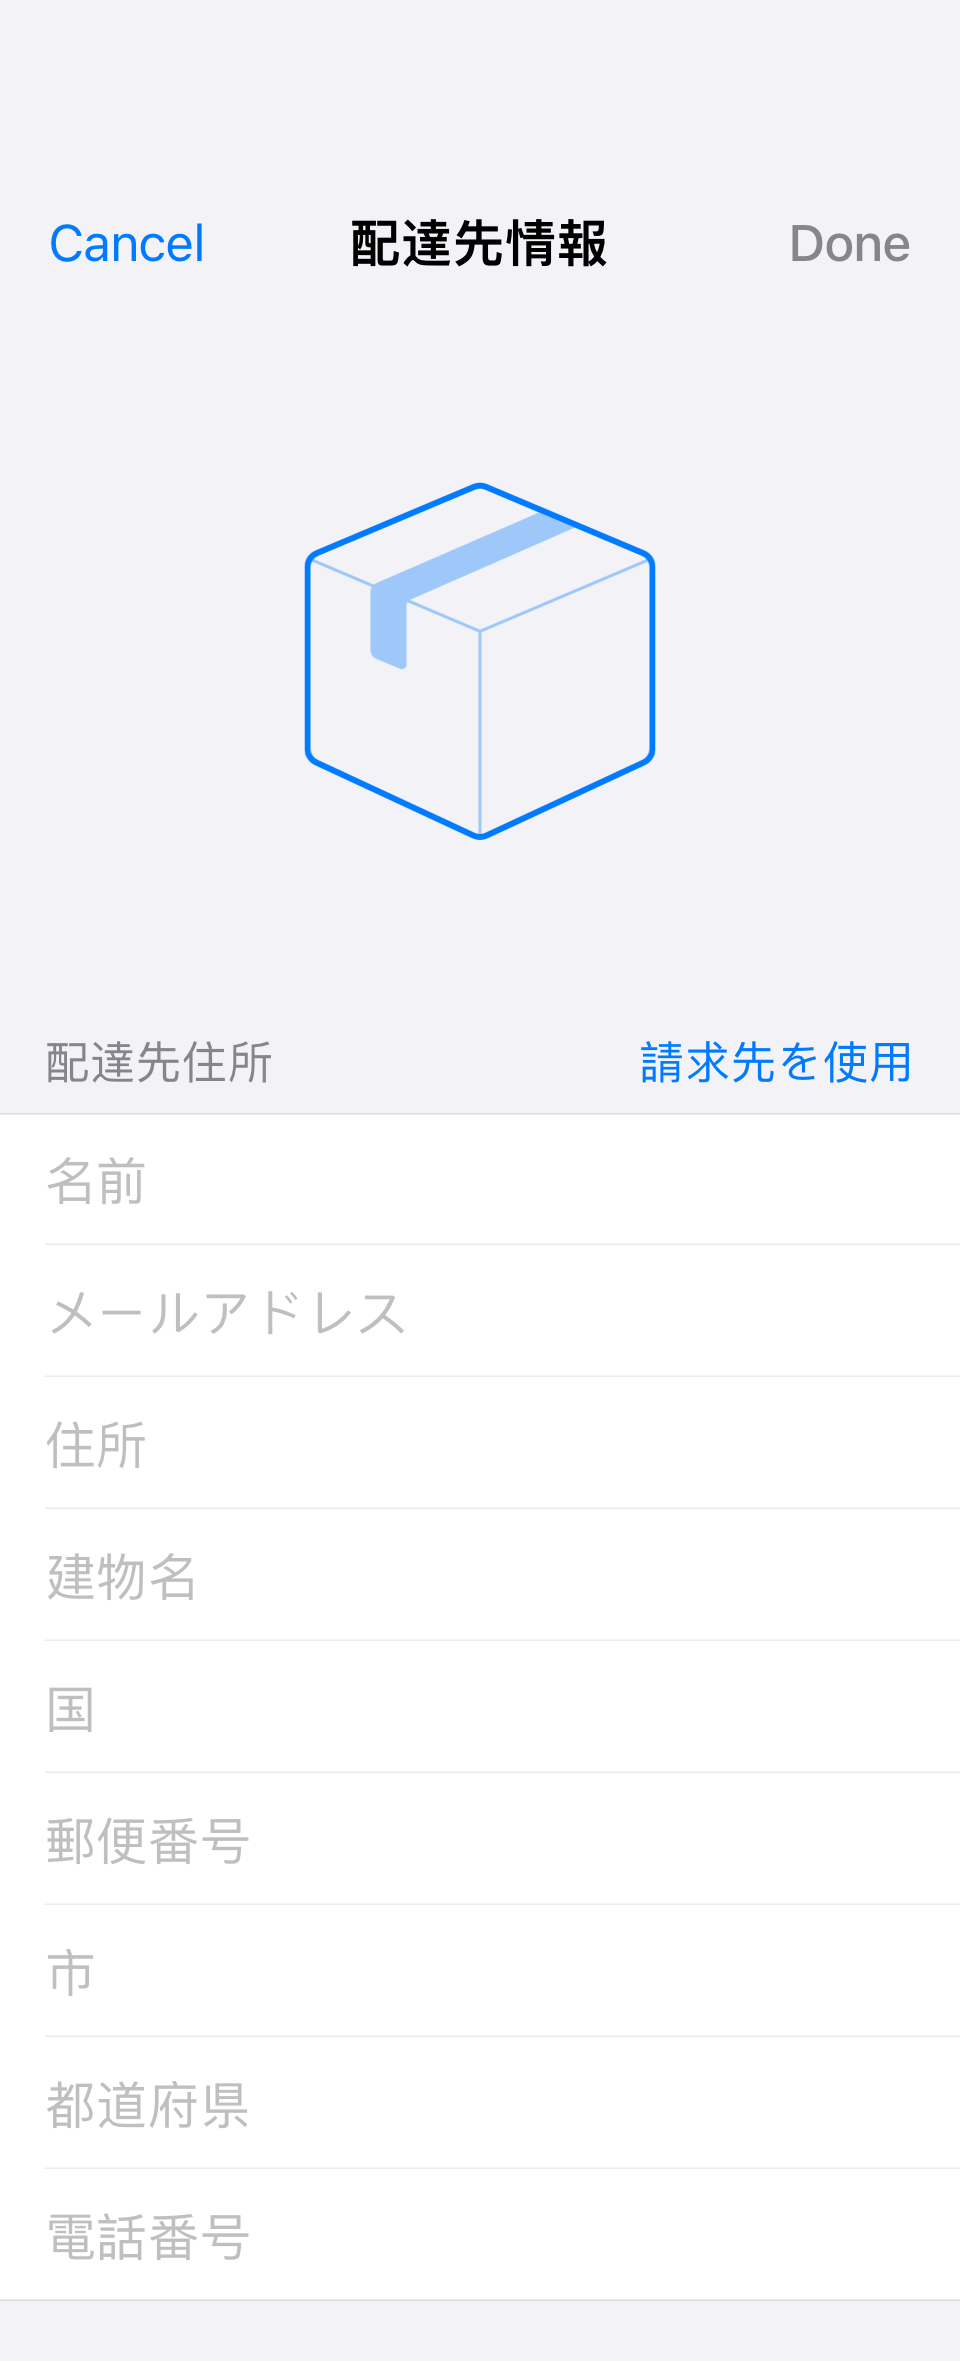 Cancel 配達先情報 Done
配達先住所 請求先を使用
名前
メールアドレス
住所
建物名
国
郵便番号
市
都道府県
電話番号